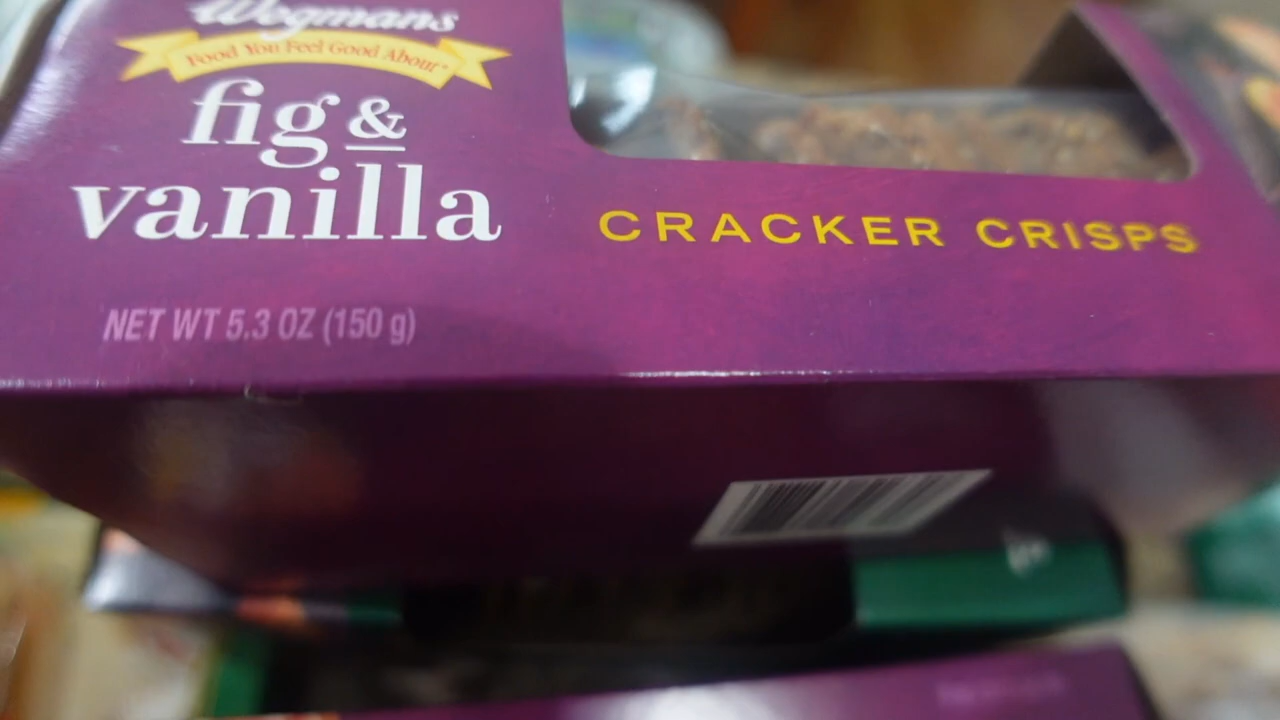 Wegmans
Food You Feel Good About
fig &
vanilla
CRACKER CRISPS
NET WT 5.3 OZ (150 g)